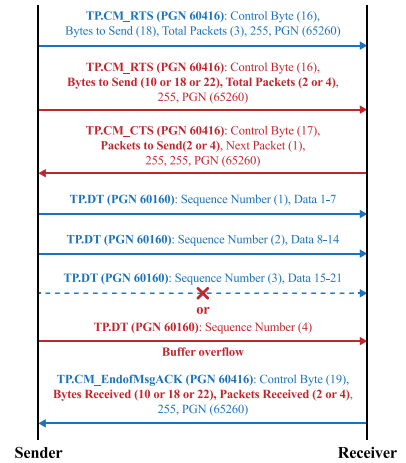 TP.CM_RTS (PGN 60416): Control Byte (16),
Bytes to Send (18), Total Packets (3), 255, PGN (65260)
TP.CM_RTS (PGN 60416): Control Byte (16),
Bytes to Send (10 or 18 or 22), Total Packets (2 or 4),
255, PGN (65260)
TP.CM_CTS (PGN 60416): Control Byte (17),
Packets to Send(2 or 4), Next Packet (1),
255, 255, PGN (65260)
TP.DT (PGN 60160): Sequence Number (1), Data 1-7
TP.DT (PGN 60160): Sequence Number (2), Data 8-14
TP.DT (PGN 60160): Sequence Number (3), Data 15-21
or
TP.DT (PGN 60160): Sequence Number (4)
Buffer overflow
TP.CM_EndofMsgACK (PGN 60416): Control Byte (19),
Bytes Received (10 or 18 or 22), Packets Received (2 or 4),
255, PGN (65260)
Sender Receiver